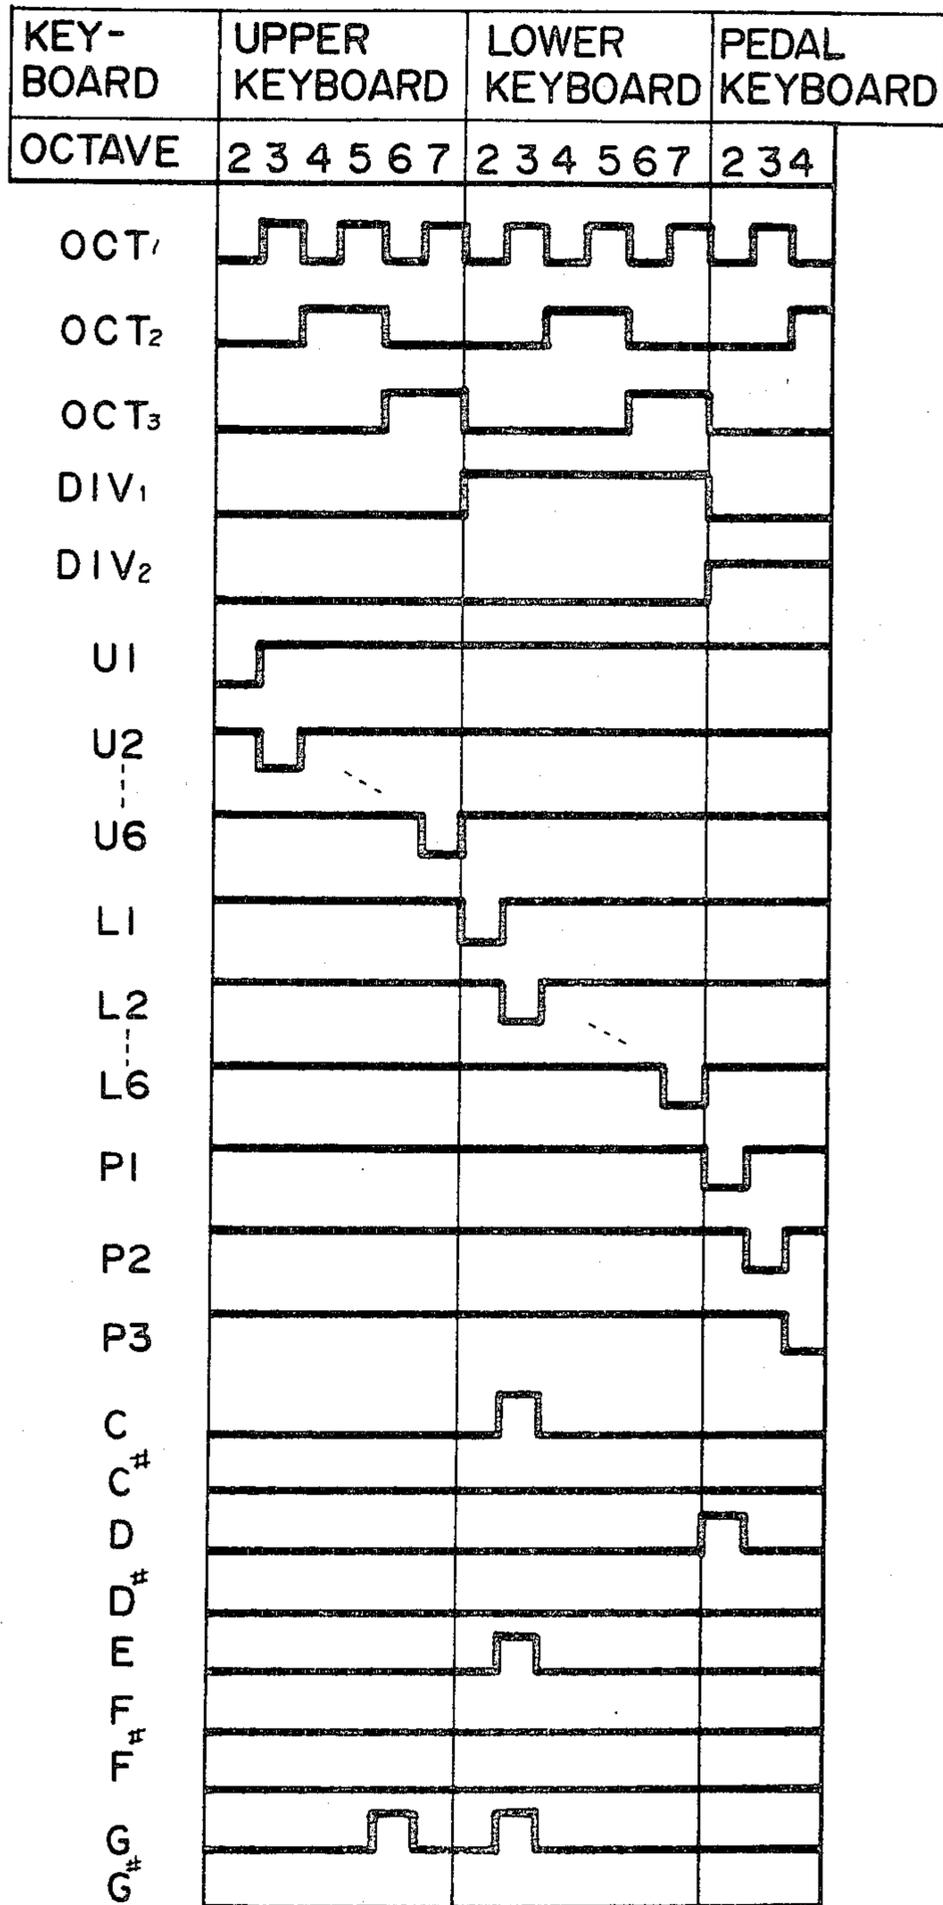 KEY-
BOARD
UPPER
KEYBOARD
LOWER
KEYBOARD
PEDAL
KEYBOARD
OCTAVE
2 3 4 5 6 7
2 3 4 5 6 7
2 3 4
OCT1
OCT2
OCT3
DIV1
DIV2
U1
U2
U6
L1
L2
L6
P1
P2
P3
C
C#
D
D#
E
F
F#
G
G#